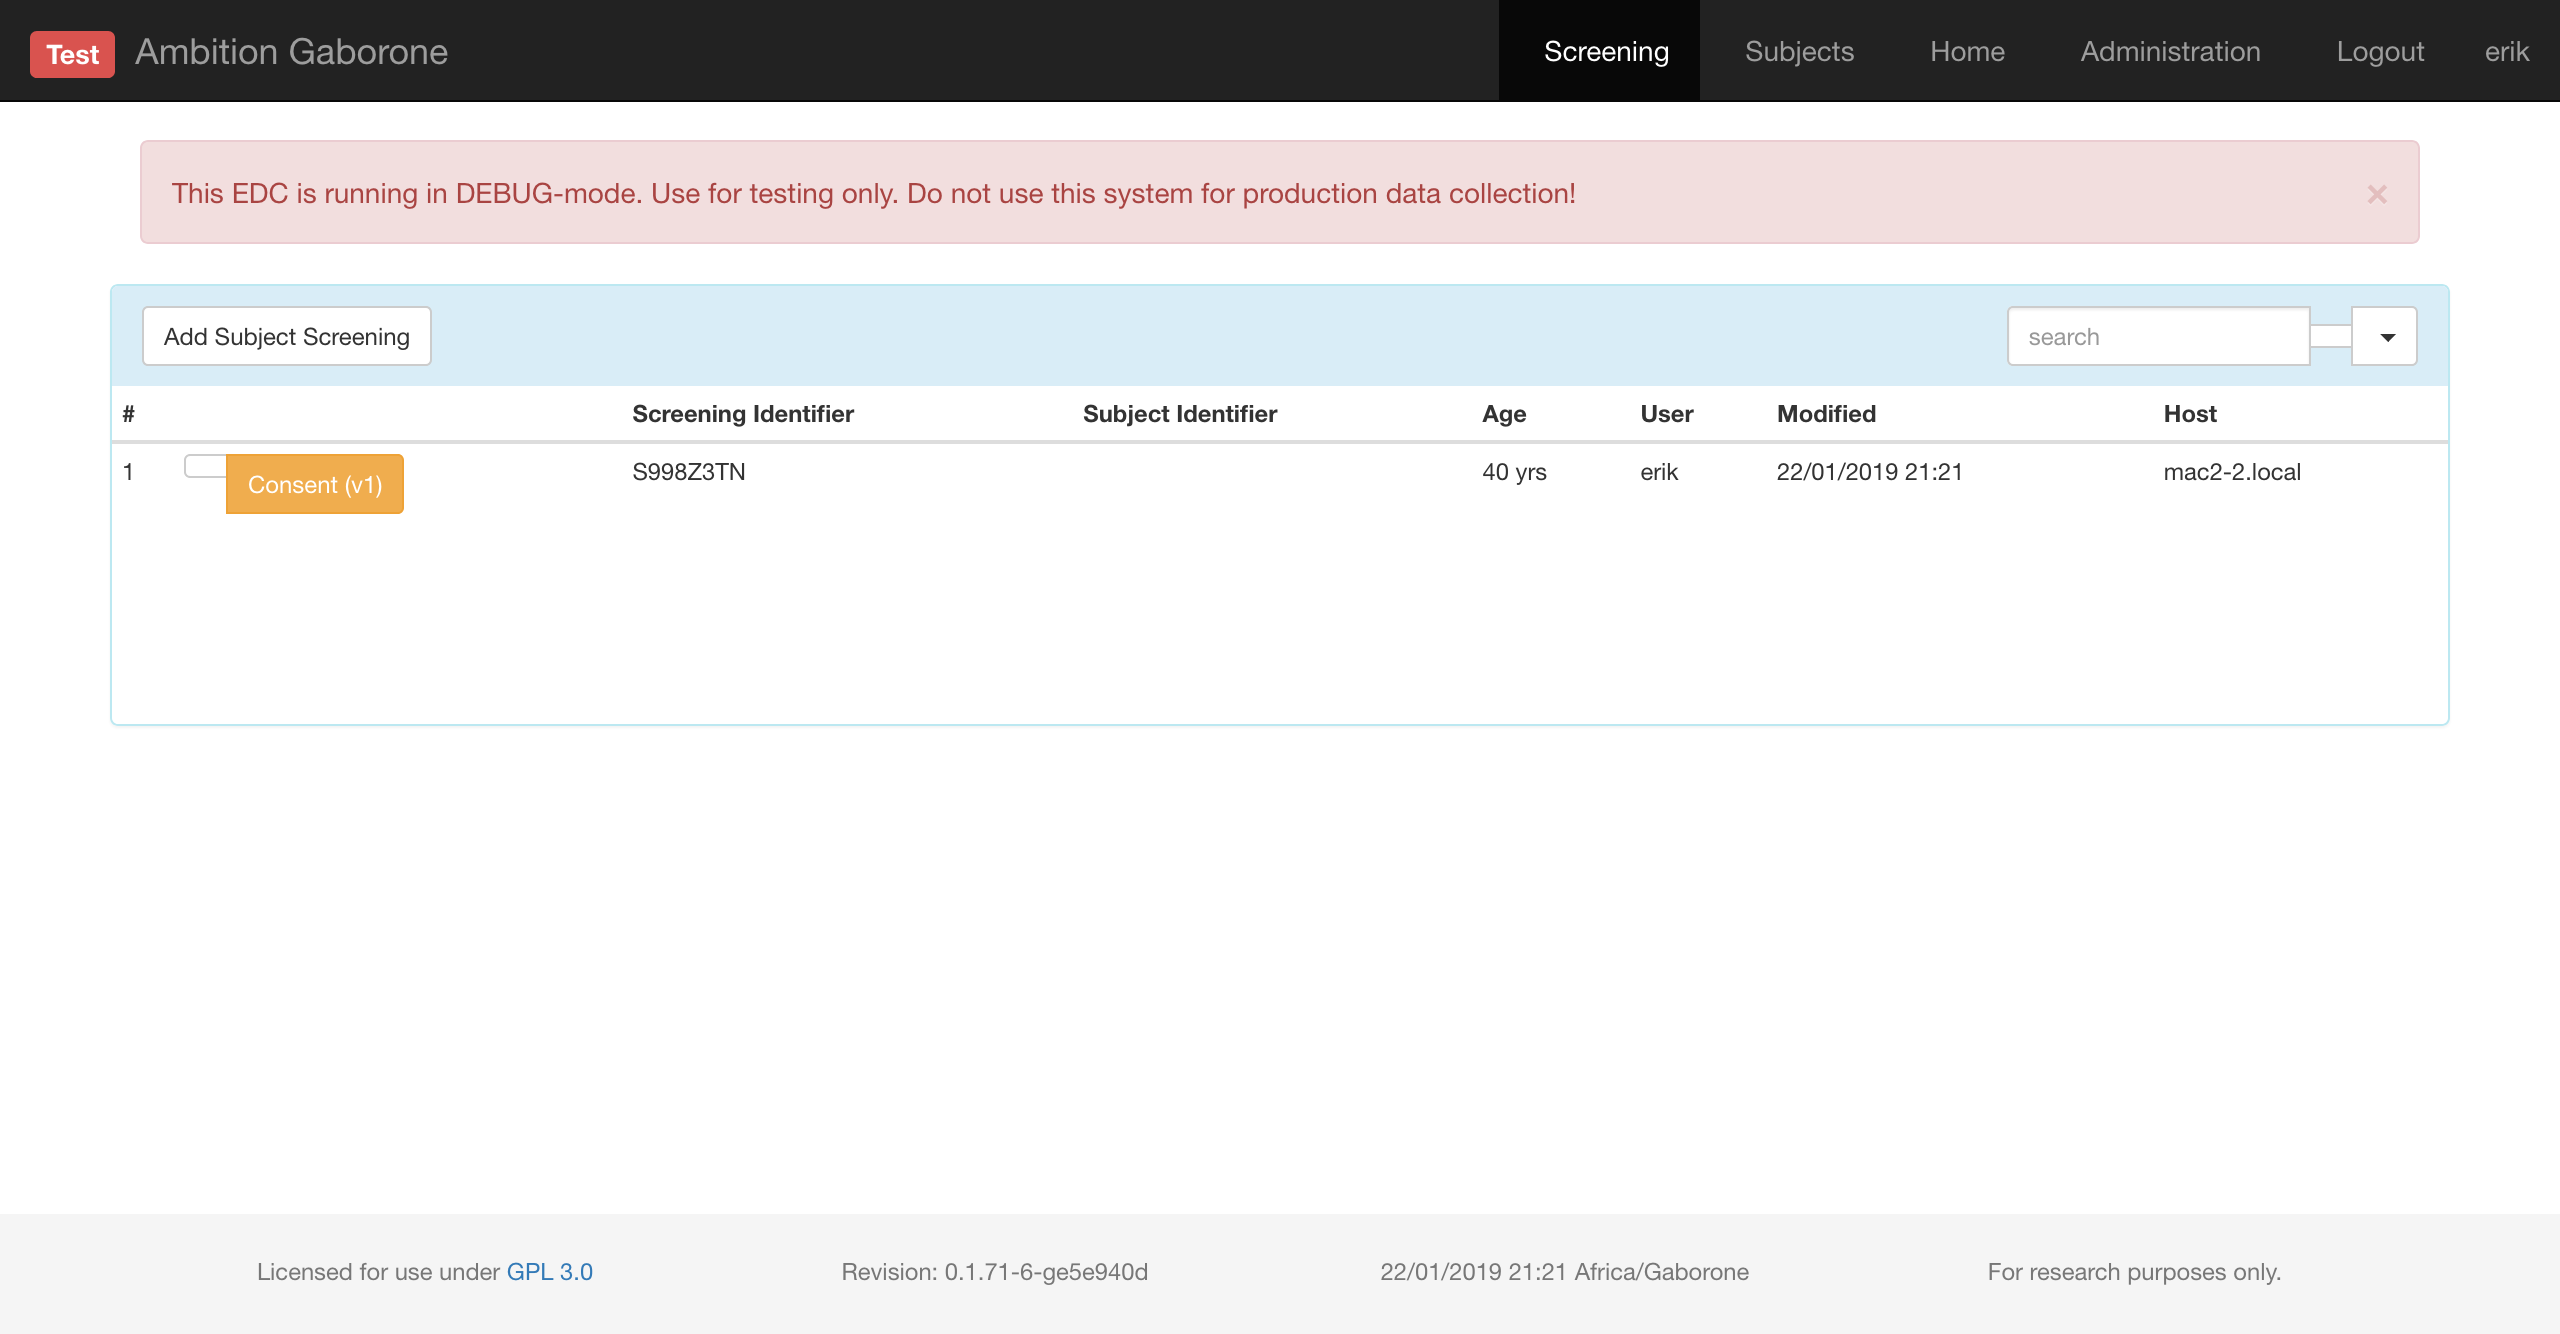 Test Ambition Gaborone Screening Subjects Home Administration Logout erik
This EDC is running in DEBUG-mode. Use for testing only. Do not use this system for production data collection! ×
Add Subject Screening search
# Screening Identifier Subject Identifier Age User Modified Host
1 Consent (v1) S998Z3TN 40 yrs erik 22/01/2019 21:21 mac2-2.local
Licensed for use under GPL 3.0 Revision: 0.1.71-6-ge5e940d 22/01/2019 21:21 Africa/Gaborone For research purposes only.